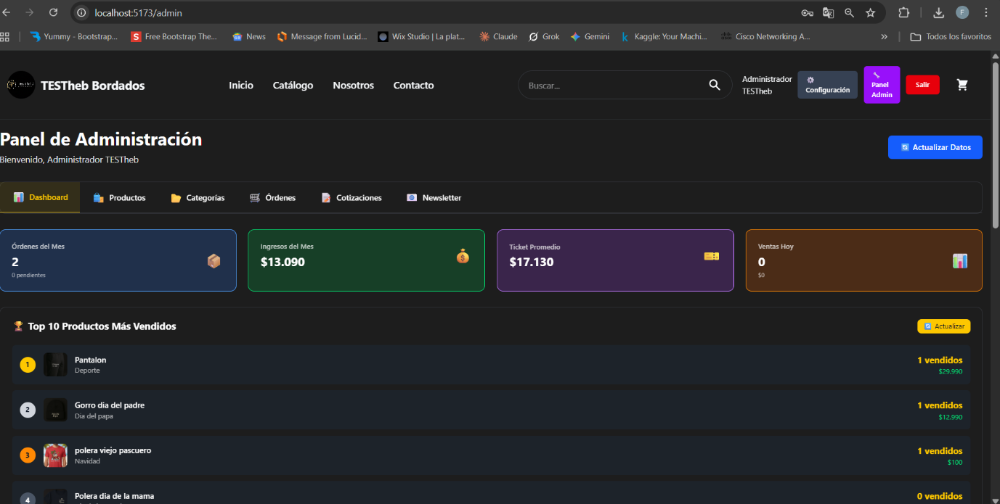 localhost:5173/admin
F
Yummy - Bootstrap...
Free Bootstrap The...
News
Message from Lucid...
Wix Studio | La plat...
Claude
Grok
Gemini
Kaggle: Your Machi...
Cisco Networking A...
»
Todos los favoritos
TESTheb Bordados
Inicio
Catálogo
Nosotros
Contacto
Buscar...
Administrador
TESTheb
Configuración
Panel
Admin
Salir
Panel de Administración
Bienvenido, Administrador TESTheb
Actualizar Datos
Dashboard
Productos
Categorías
Órdenes
Cotizaciones
Newsletter
Órdenes del Mes
2
0 pendientes
Ingresos del Mes
$13.090
Ticket Promedio
$17.130
Ventas Hoy
0
$0
Top 10 Productos Más Vendidos
Actualizar
1
Pantalon
Deporte
1 vendidos
$29.990
2
Gorro dia del padre
Dia del papa
1 vendidos
$12.990
3
polera viejo pascuero
Navidad
1 vendidos
$100
4
Polera dia de la mama
0 vendidos